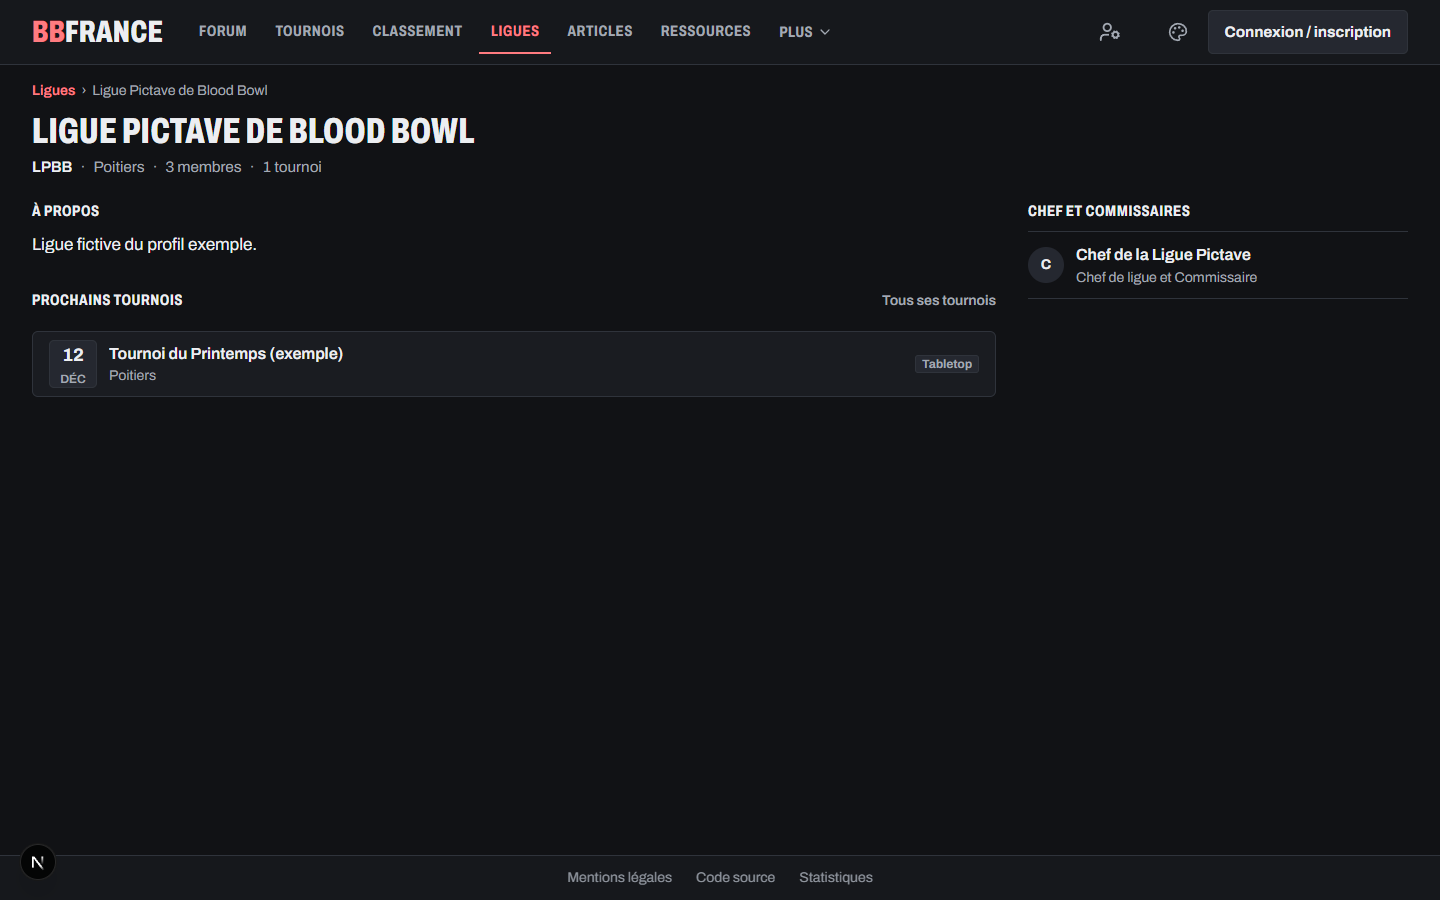 BBFRANCE FORUM TOURNOIS CLASSEMENT LIGUES ARTICLES RESSOURCES PLUS Connexion / inscription
Ligues › Ligue Pictave de Blood Bowl
LIGUE PICTAVE DE BLOOD BOWL
LPBB · Poitiers · 3 membres · 1 tournoi
À PROPOS
Ligue fictive du profil exemple.
PROCHAINS TOURNOIS Tous ses tournois
12 DÉC
Tournoi du Printemps (exemple)
Poitiers
Tabletop
CHEF ET COMMISSAIRES
C
Chef de la Ligue Pictave
Chef de ligue et Commissaire
N
Mentions légales Code source Statistiques